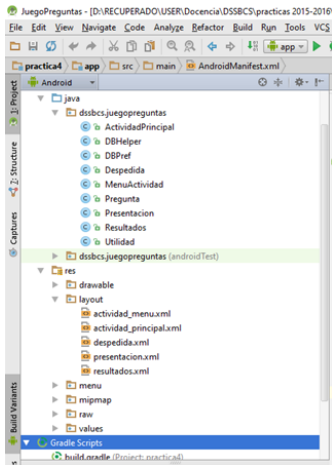 JuegoPreguntas - [D:\RECUPERADO\USER\Docencia\DSSBCS\practicas 2015-2016\
File Edit View Navigate Code Analyze Refactor Build Run Tools VCS
app
practica4 app src main AndroidManifest.xml
1: Project
Android
java
dssbcs.juegopreguntas
ActividadPrincipal
DBHelper
DBPref
Despedida
MenuActividad
Pregunta
Presentacion
Resultados
Utilidad
dssbcs.juegopreguntas (androidTest)
res
drawable
layout
actividad_menu.xml
actividad_principal.xml
despedida.xml
presentacion.xml
resultados.xml
menu
mipmap
raw
values
Gradle Scripts
build.gradle (Project: practica4)
Z: Structure
Captures
Build Variants